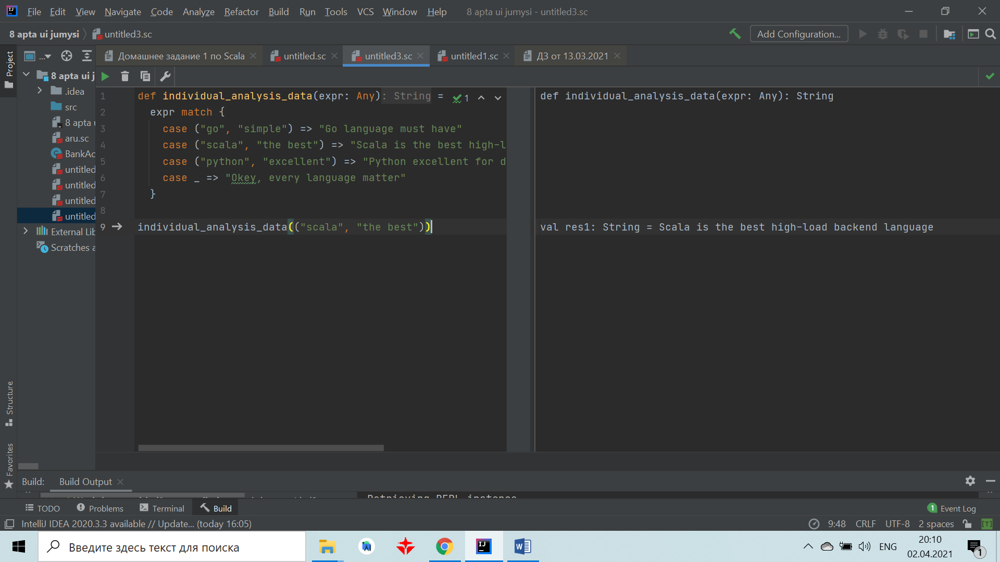 File Edit View Navigate Code Analyze Refactor Build Run Tools VCS Window Help 8 apta ui jumysi - untitled3.sc
8 apta ui jumysi untitled3.sc Add Configuration...
Project ... Домашнее задание 1 по Scala untitled.sc untitled3.sc untitled1.sc ДЗ от 13.03.2021
8 apta ui j
.idea
src
8 apta
aru.sc
BankAc
untitled
untitled
untitled
untitled
External Lib
Scratches a
1 def individual_analysis_data(expr: Any): String = 1
2 expr match {
3 case ("go", "simple") => "Go language must have"
4 case ("scala", "the best") => "Scala is the best high-l
5 case ("python", "excellent") => "Python excellent for d
6 case _ => "Okey, every language matter"
7 }
8
9 individual_analysis_data(("scala", "the best"))
def individual_analysis_data(expr: Any): String
val res1: String = Scala is the best high-load backend language
Structure
Favorites
Build: Build Output
Retrieving REPL instance
TODO Problems Terminal Build 1 Event Log
IntelliJ IDEA 2020.3.3 available // Update... (today 16:05) 9:48 CRLF UTF-8 2 spaces [T]
Введите здесь текст для поиска ENG 20:10
02.04.2021 1